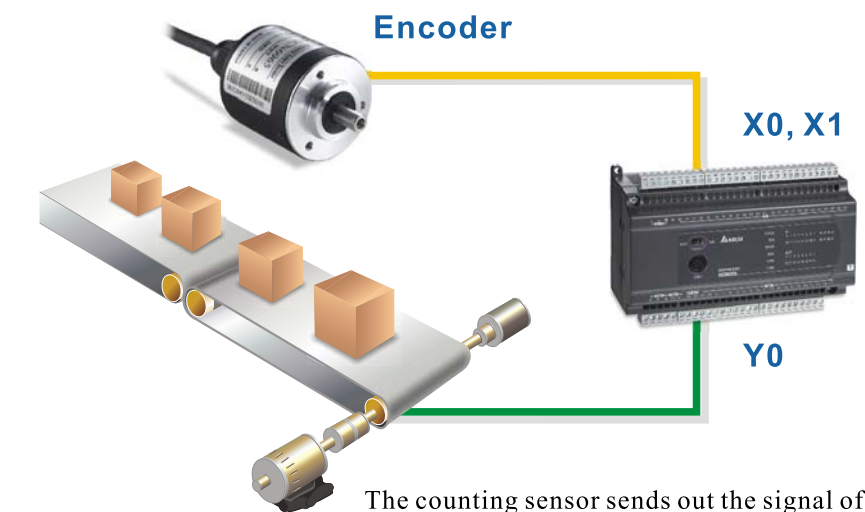 Encoder
X0, X1
Y0
The counting sensor sends out the signal of